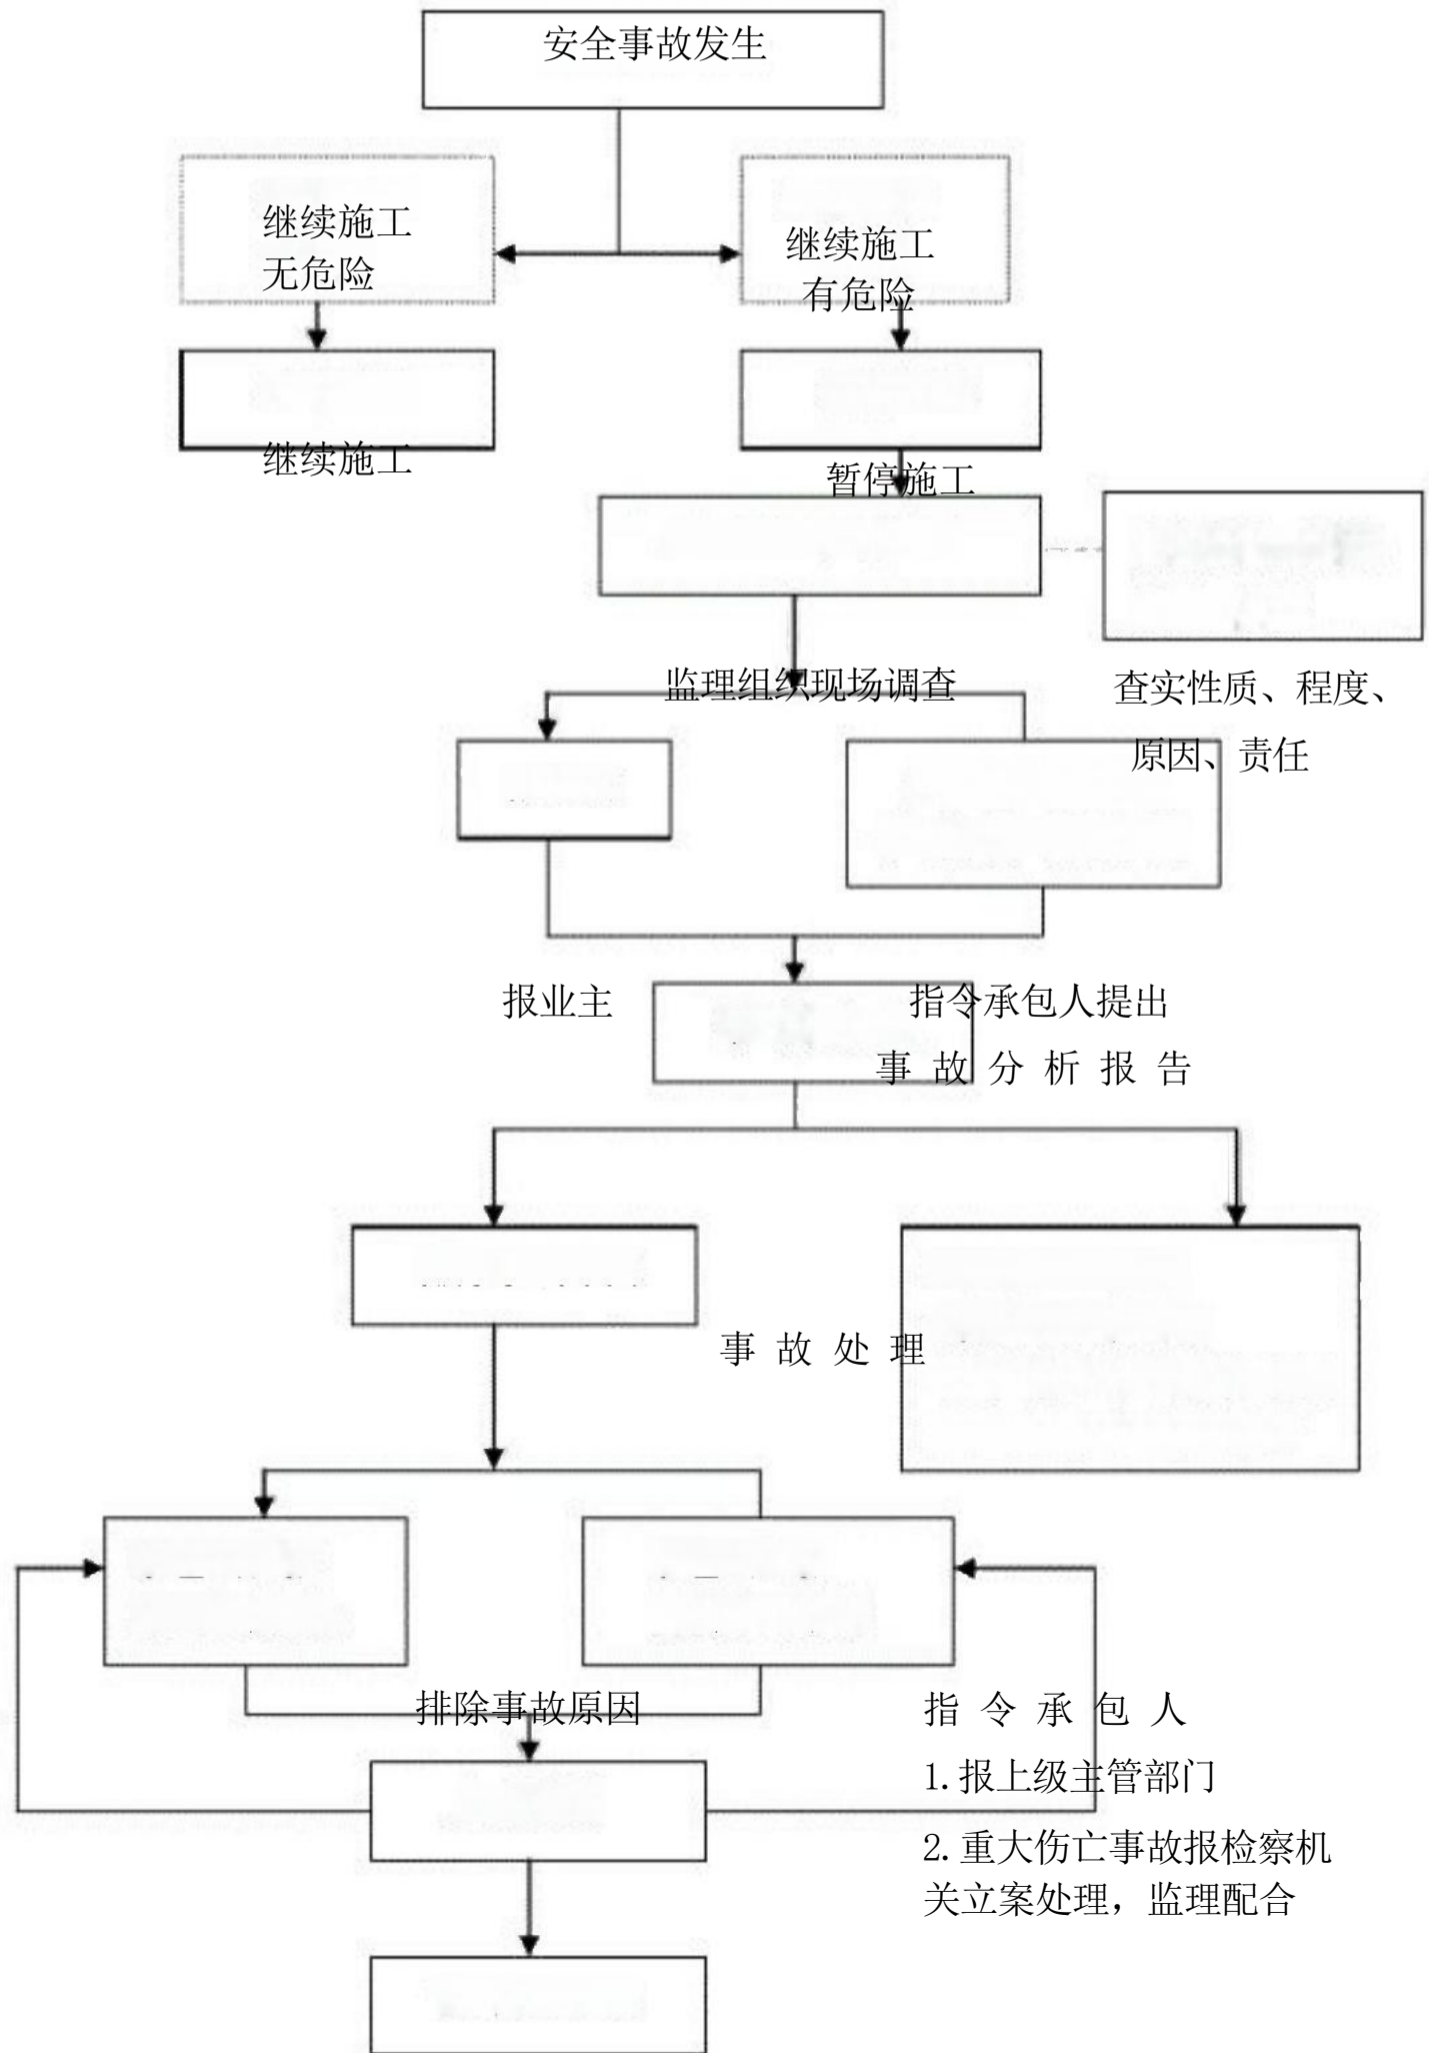 安全事故发生
继续施工
无危险
继续施工
有危险
继续施工
暂停施工
监理组织现场调查
查实性质、程度、
原因、责任
报业主
指令承包人提出
事故分析报告
事故处理
排除事故原因
指令承包人
1.报上级主管部门
2.重大伤亡事故报检察机
关立案处理，监理配合